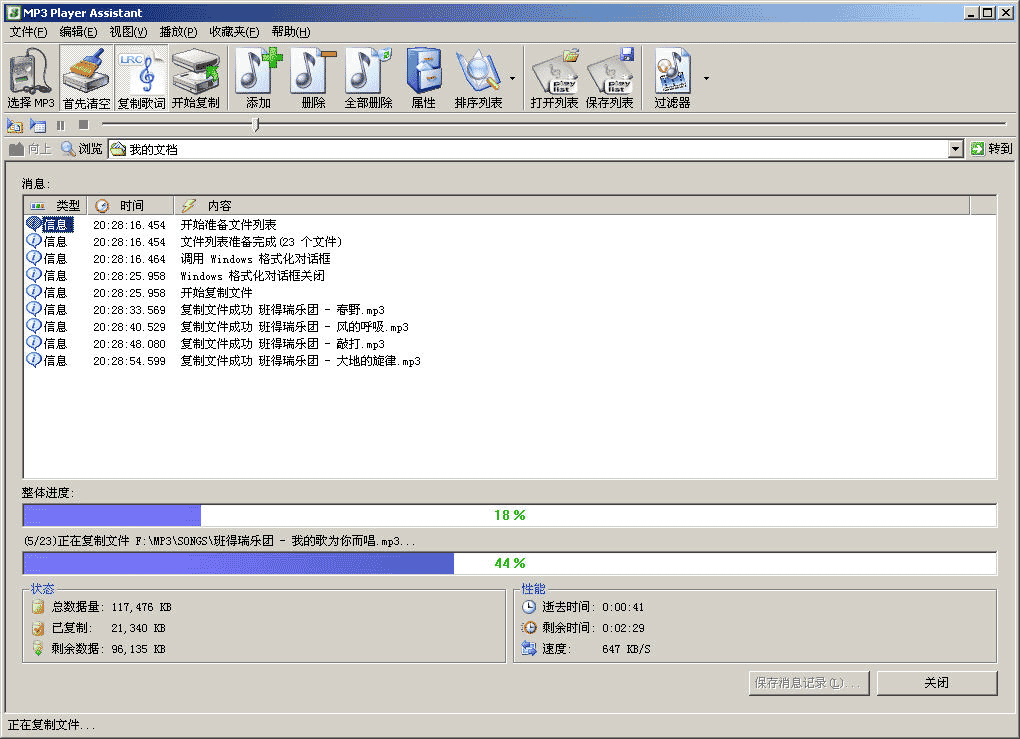 MP3 Player Assistant
文件(F) 编辑(E) 视图(V) 播放(P) 收藏夹(F) 帮助(H)
LRC play list play list
选择 MP3 首先清空 复制歌词 开始复制 添加 删除 全部删除 属性 排序列表 打开列表 保存列表 过滤器
向上 浏览 我的文档 转到
消息:
类型 时间 内容
信息 20:28:16.454 开始准备文件列表
信息 20:28:16.454 文件列表准备完成(23 个文件)
信息 20:28:16.464 调用 Windows 格式化对话框
信息 20:28:25.958 Windows 格式化对话框关闭
信息 20:28:25.958 开始复制文件
信息 20:28:33.569 复制文件成功 班得瑞乐团 - 春野.mp3
信息 20:28:40.529 复制文件成功 班得瑞乐团 - 风的呼吸.mp3
信息 20:28:48.080 复制文件成功 班得瑞乐团 - 敲打.mp3
信息 20:28:54.599 复制文件成功 班得瑞乐团 - 大地的旋律.mp3
整体进度:
18 %
(5/23)正在复制文件 F:\MP3\SONGS\班得瑞乐团 - 我的歌为你而唱.mp3...
44 %
状态
总数据量: 117,476 KB
已复制: 21,340 KB
剩余数据: 96,135 KB
性能
逝去时间: 0:00:41
剩余时间: 0:02:29
速度: 647 KB/S
保存消息记录(L)... 关闭
正在复制文件...